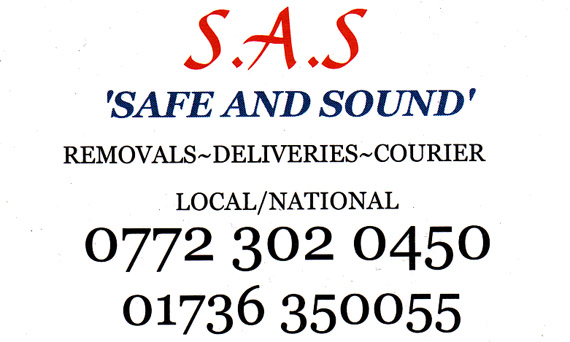 S.A.S
'SAFE AND SOUND'
REMOVALS~DELIVERIES~COURIER
LOCAL/NATIONAL
0772 302 0450
01736 350055